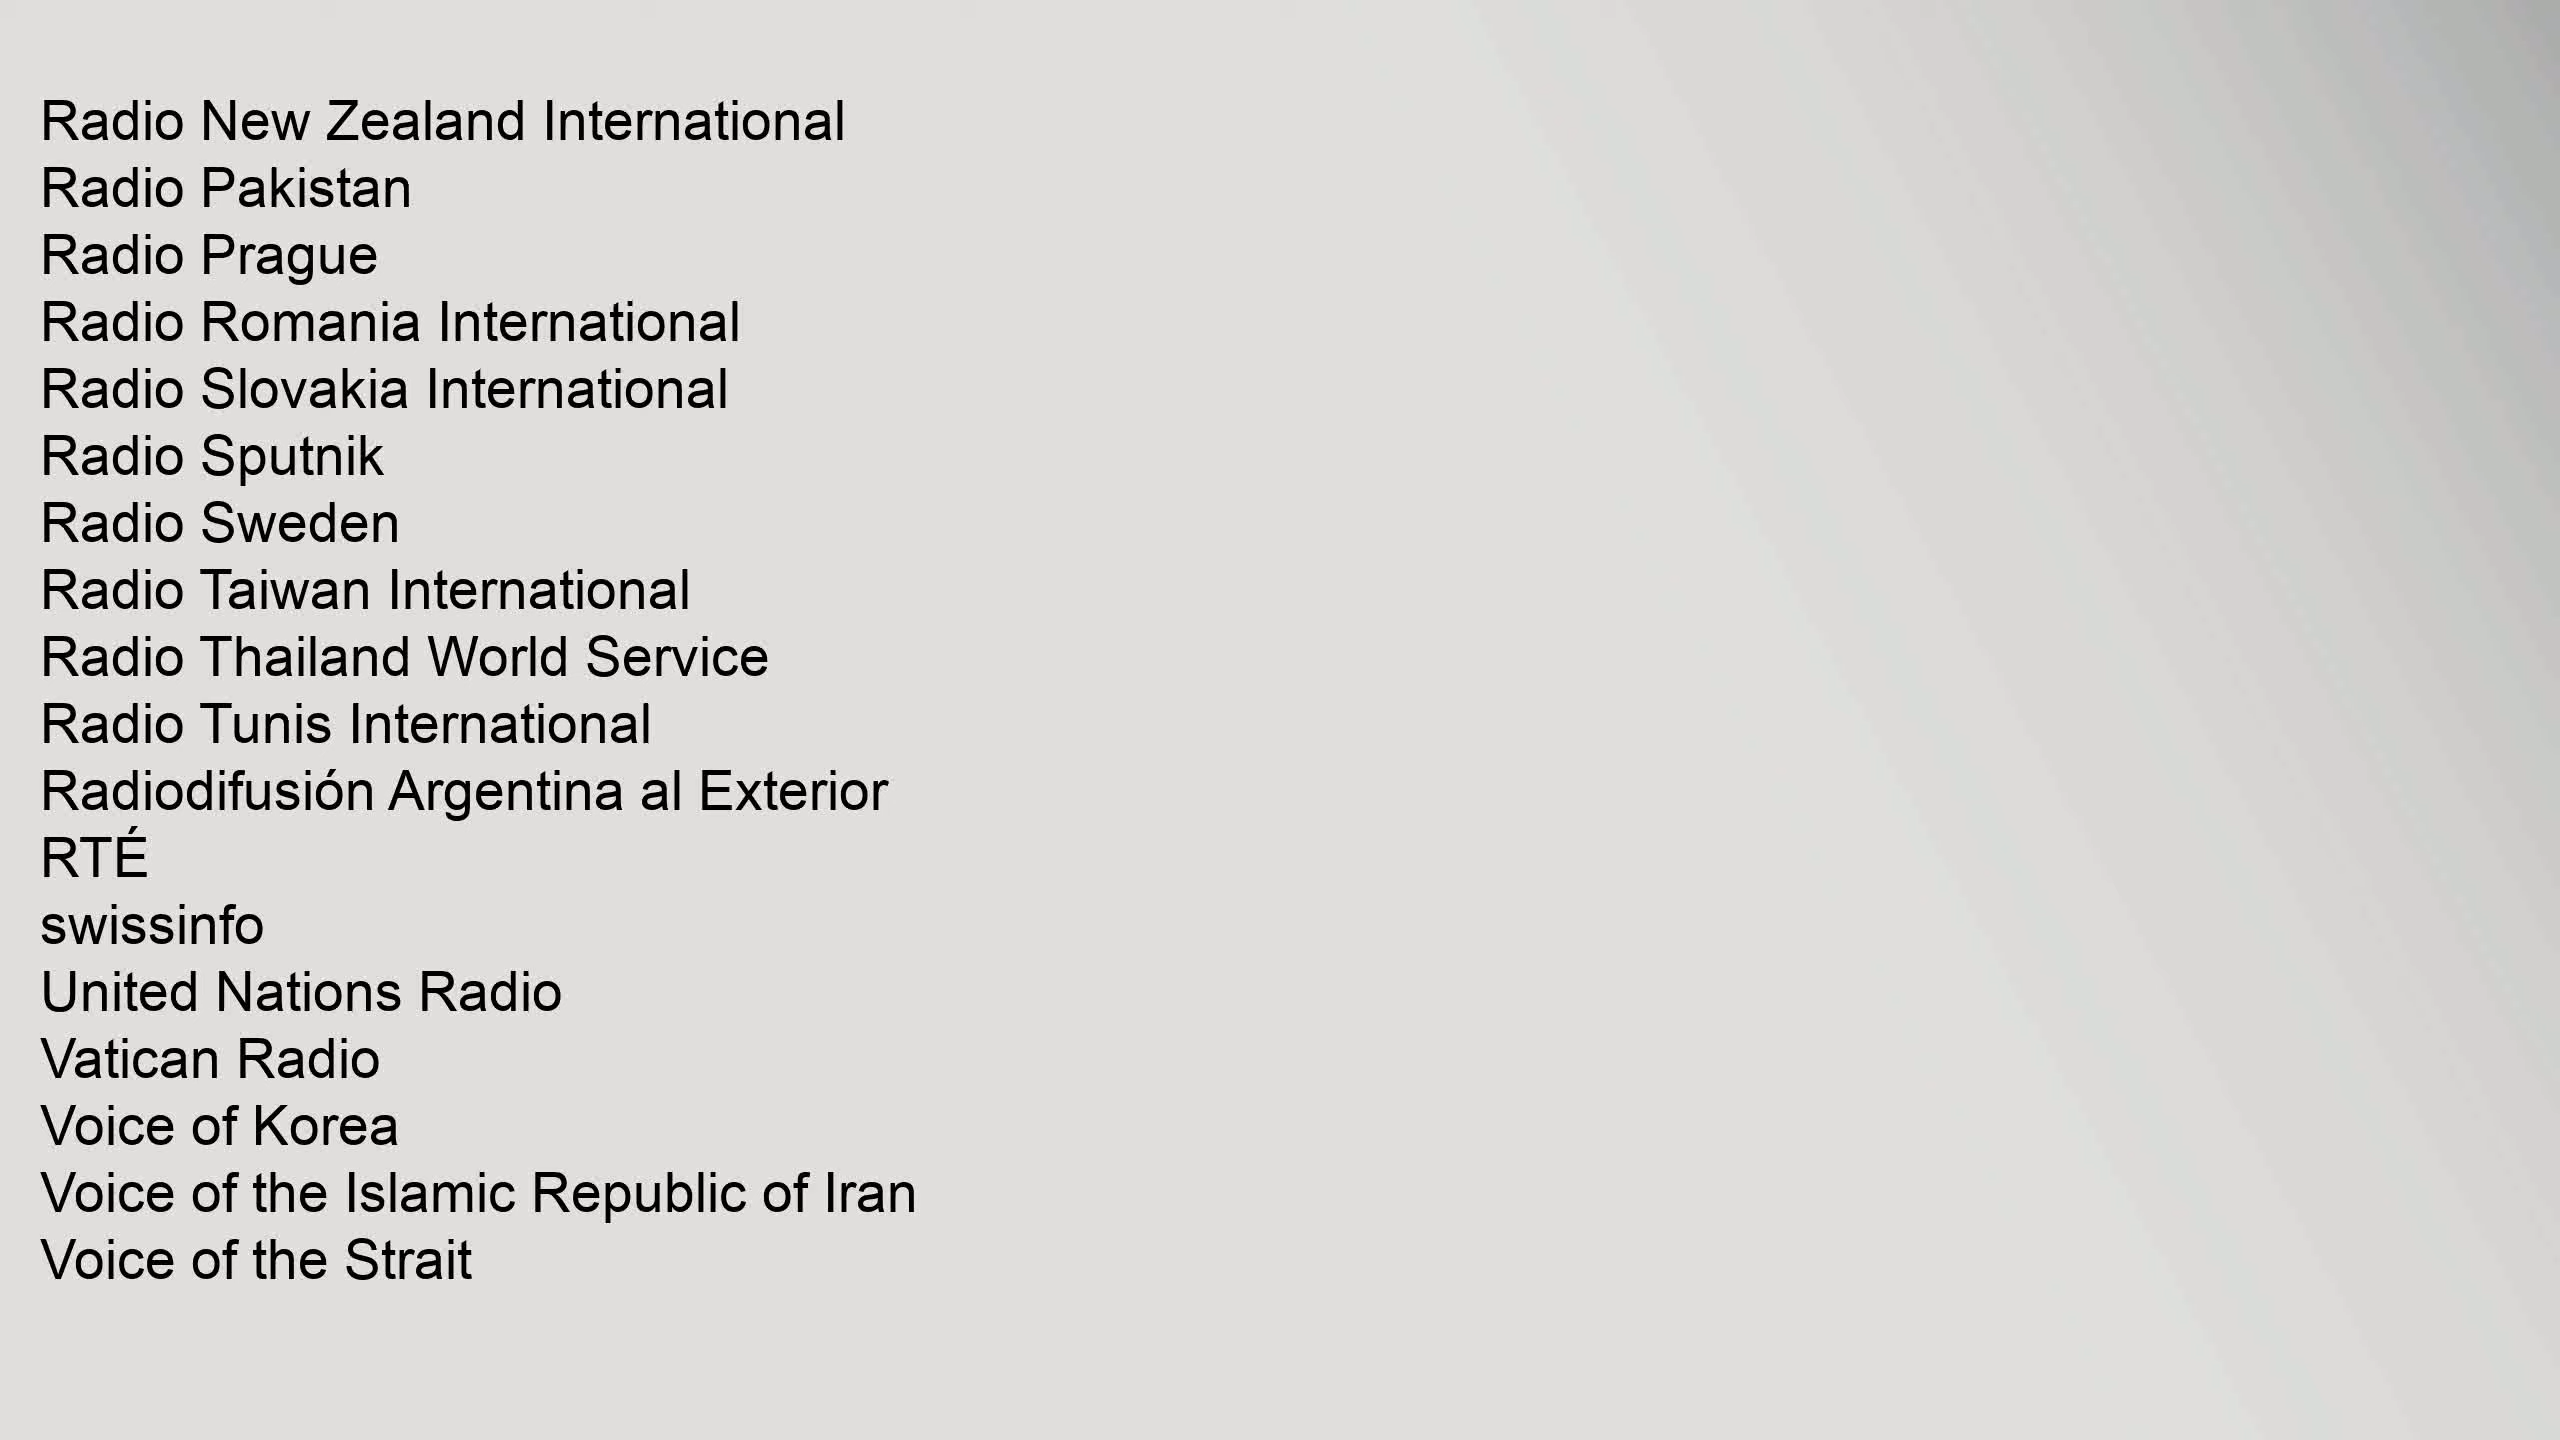 Radio New Zealand International
Radio Pakistan
Radio Prague
Radio Romania International
Radio Slovakia International
Radio Sputnik
Radio Sweden
Radio Taiwan International
Radio Thailand World Service
Radio Tunis International
Radiodifusión Argentina al Exterior
RTÉ
swissinfo
United Nations Radio
Vatican Radio
Voice of Korea
Voice of the Islamic Republic of Iran
Voice of the Strait